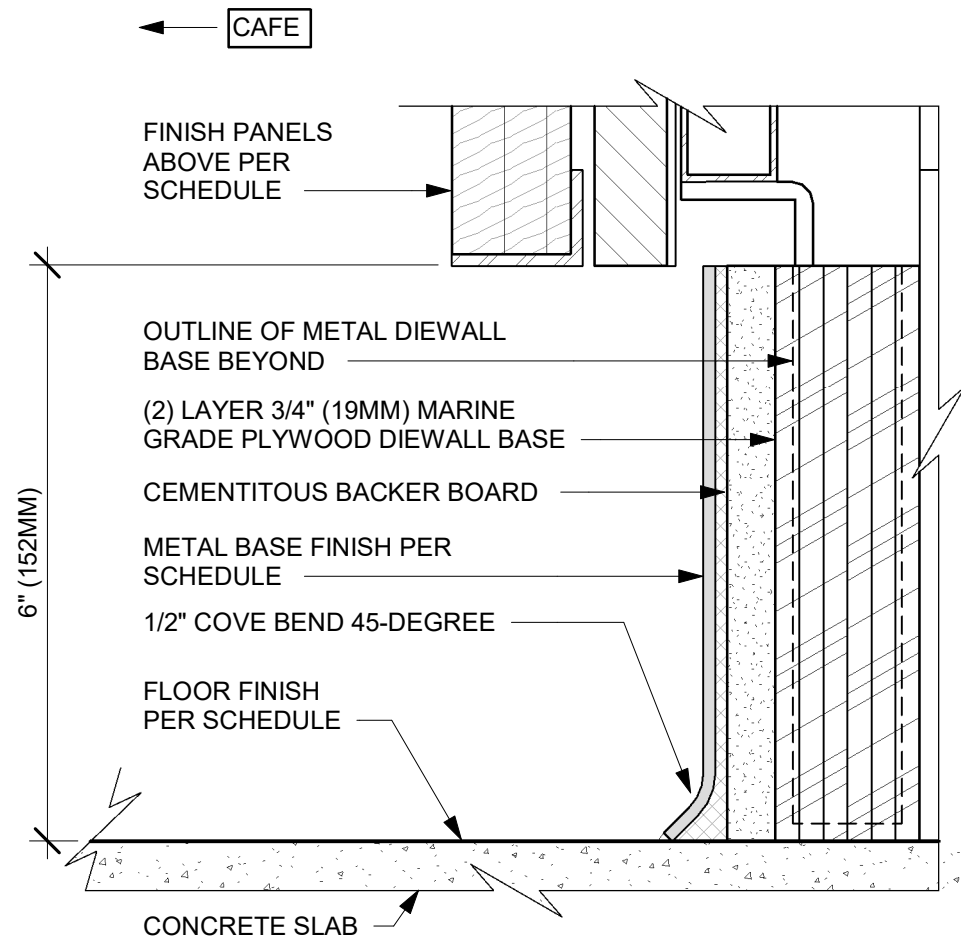 CAFE
FINISH PANELS
ABOVE PER
SCHEDULE
OUTLINE OF METAL DIEWALL
BASE BEYOND
(2) LAYER 3/4" (19MM) MARINE
GRADE PLYWOOD DIEWALL BASE
CEMENTITOUS BACKER BOARD
METAL BASE FINISH PER
SCHEDULE
1/2" COVE BEND 45-DEGREE
FLOOR FINISH
PER SCHEDULE
6" (152MM)
CONCRETE SLAB